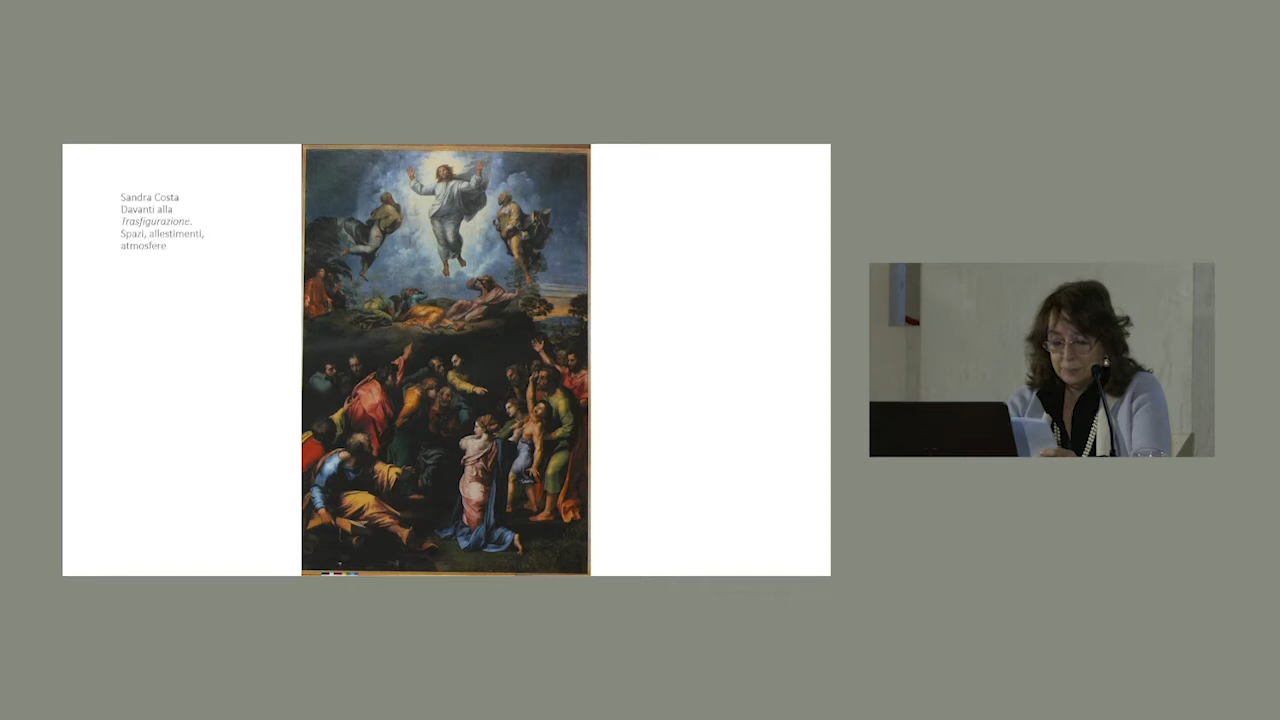 Sandra Costa
Davanti alla
Trasfigurazione.
Spazi, allestimenti,
atmosfere